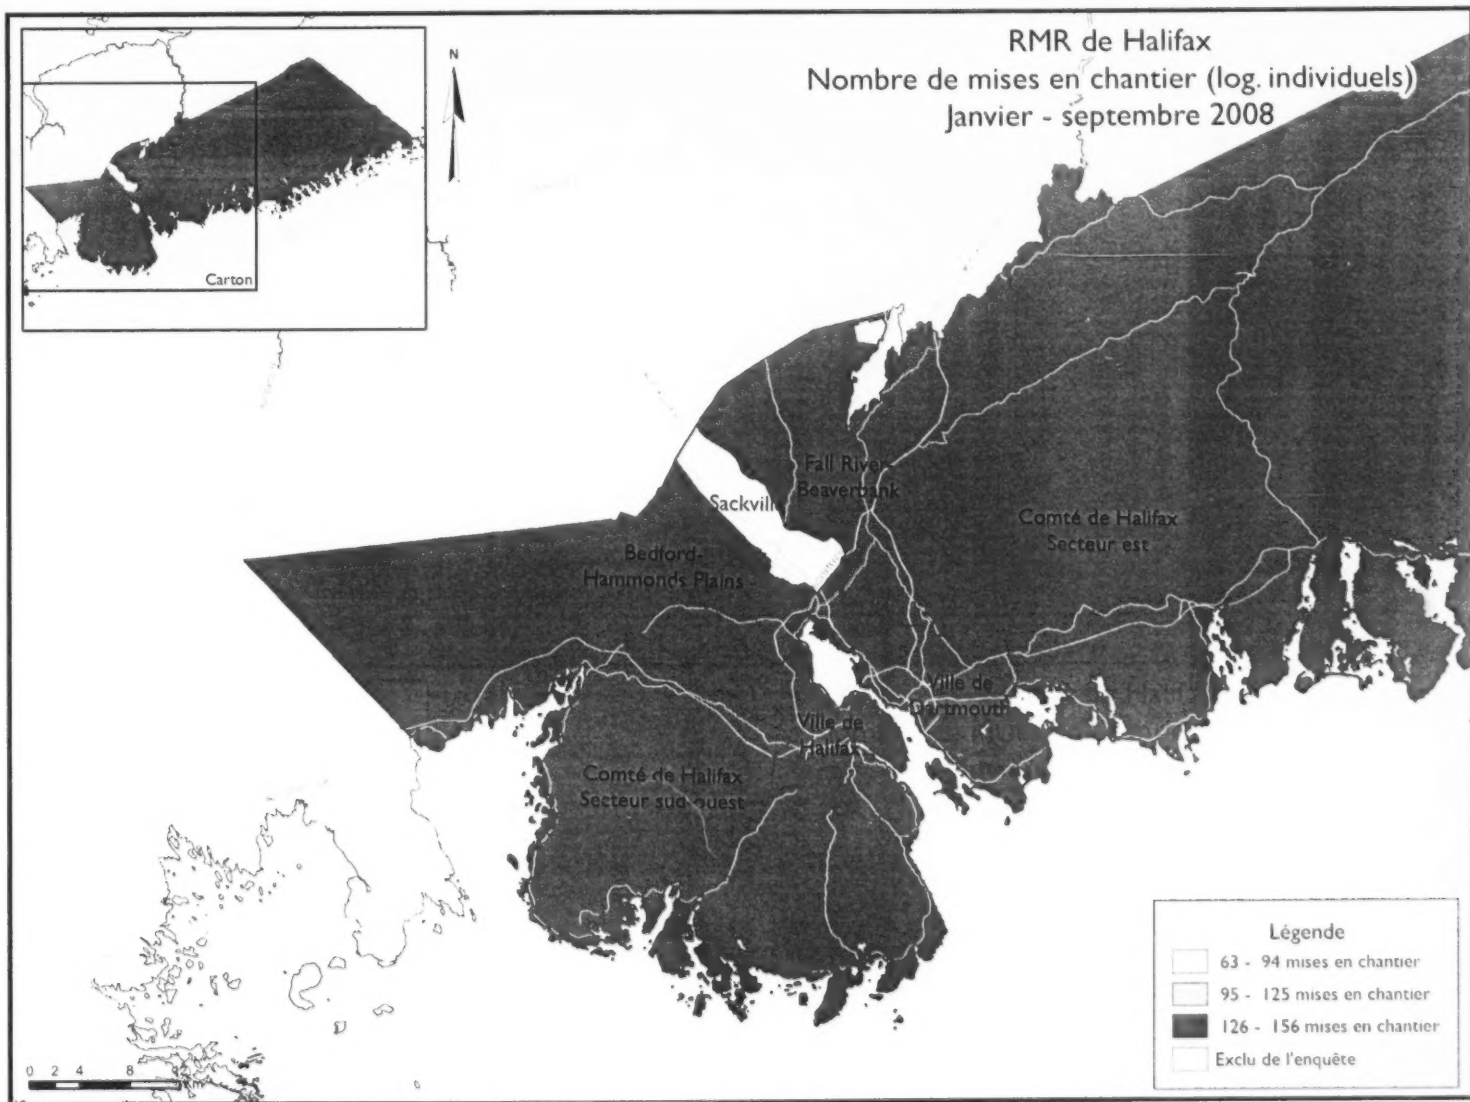 RMR de Halifax
Nombre de mises en chantier (log. individuels)
Janvier - septembre 2008
N
Carton
Fall River-
Beaverbank
Sackville
Comté de Halifax
Secteur est
Bedford-
Hammonds Plains
Ville de
Dartmouth
Ville de
Halifax
Comté de Halifax
Secteur sud-ouest
Légende
63 - 94 mises en chantier
95 - 125 mises en chantier
126 - 156 mises en chantier
Exclu de l'enquête
0 2 4 8 12
Km